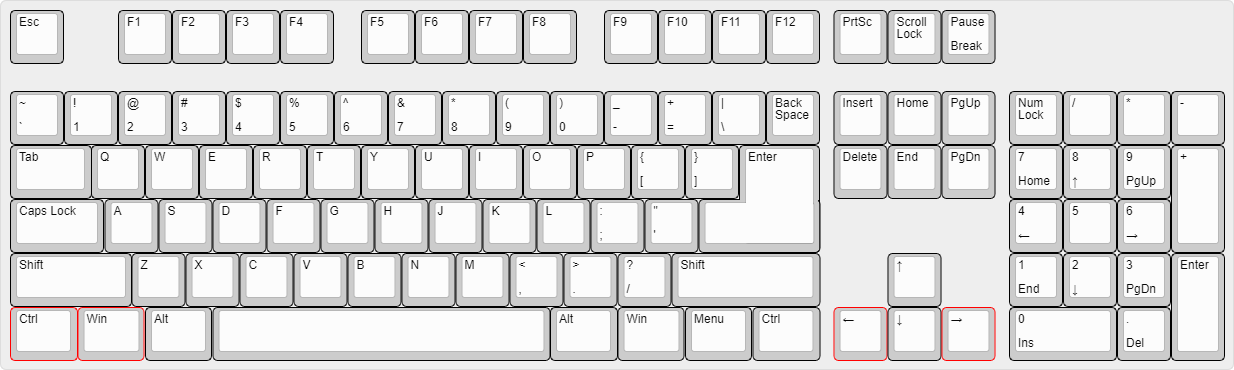 Esc F1 F2 F3 F4 F5 F6 F7 F8 F9 F10 F11 F12 PrtSc Scroll Pause
Lock
Break
~ ! @ # $ % ^ & * ( ) _ + | Back Insert Home PgUp Num / * -
Space Lock
` 1 2 3 4 5 6 7 8 9 0 - = \
Tab Q W E R T Y U I O P { } Enter Delete End PgDn 7 8 9 +
[ ] Home ↑ PgUp
Caps Lock A S D F G H J K L : " 4 5 6
; ' ← →
Shift Z X C V B N M < > ? Shift ↑ 1 2 3 Enter
, . / End ↓ PgDn
Ctrl Win Alt Alt Win Menu Ctrl ← ↓ → 0 .
Ins Del